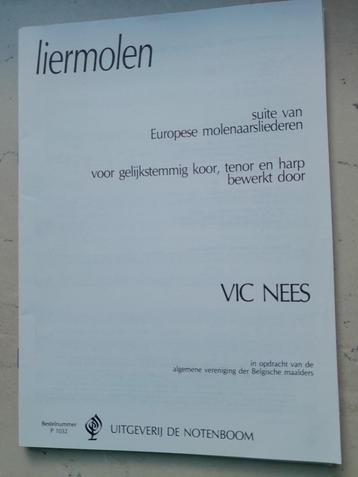 liermolen
suite van
Europese molenaarsliederen
voor gelijkstemmig koor, tenor en harp
bewerkt door
VIC NEES
in opdracht van de
algemene vereniging der Belgische maalders
Bestelnummer
P 1032
UITGEVERIJ DE NOTENBOOM